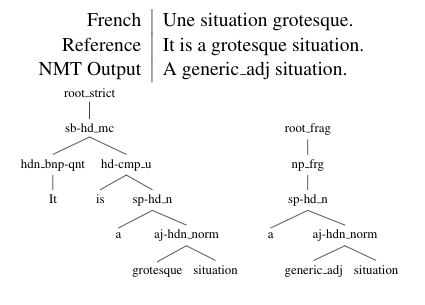 French Une situation grotesque.
Reference It is a grotesque situation.
NMT Output A generic_adj situation.
root_strict
sb-hd_mc root_frag
hdn_bnp-qnt hd-cmp_u np_frg
It is sp-hd_n sp-hd_n
a aj-hdn_norm a aj-hdn_norm
grotesque situation generic_adj situation